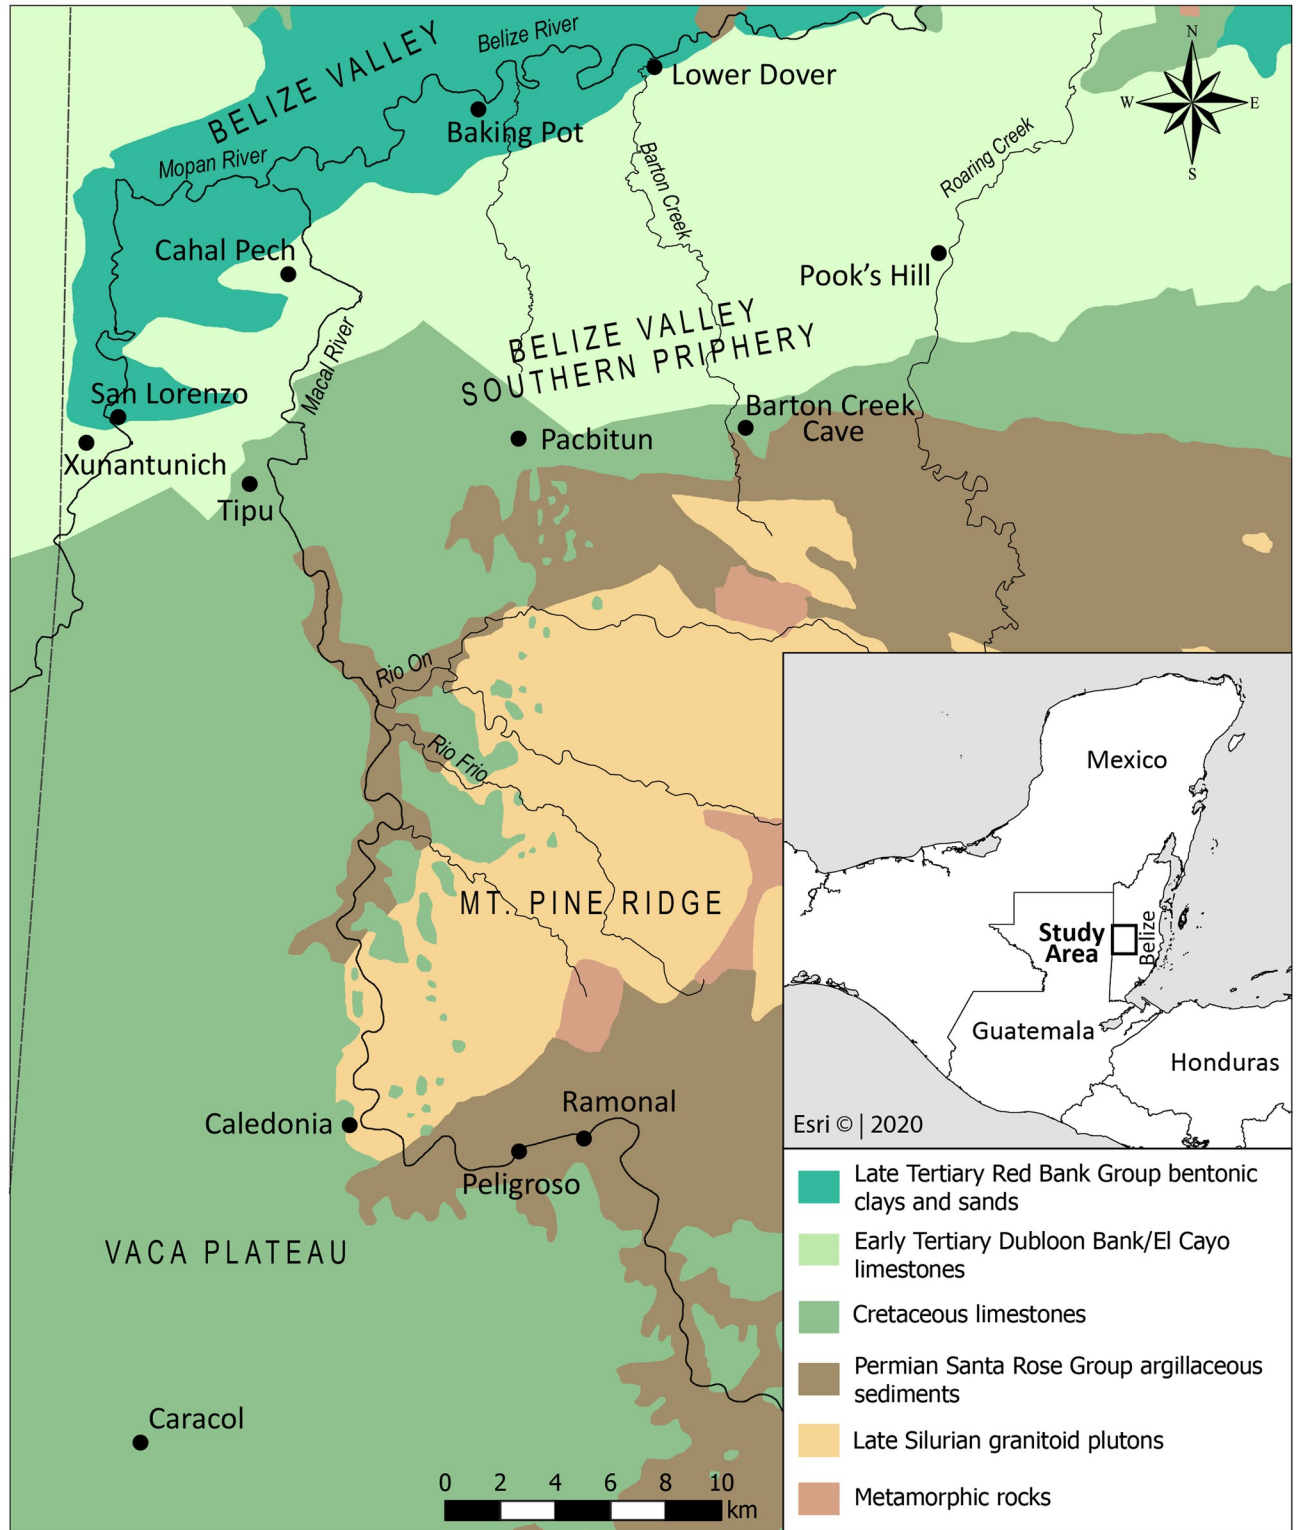 BELIZE VALLEY
Belize River
Lower Dover
N
W
E
S
Baking Pot
Mopan River
Barton Creek
Roaring Creek
Cahal Pech
Pook's Hill
Macal River
BELIZE VALLEY
SOUTHERN PRIPHERY
San Lorenzo
Barton Creek
Cave
Pacbitun
Xunantunich
Tipu
Rio On
Rio Frio
MT. PINE RIDGE
Caledonia
Ramonal
Peligroso
VACA PLATEAU
Caracol
0 2 4 6 8 10
km
Mexico
Study
Area
Belize
Guatemala
Honduras
Esri © | 2020
Late Tertiary Red Bank Group bentonic
clays and sands
Early Tertiary Dubloon Bank/El Cayo
limestones
Cretaceous limestones
Permian Santa Rose Group argillaceous
sediments
Late Silurian granitoid plutons
Metamorphic rocks